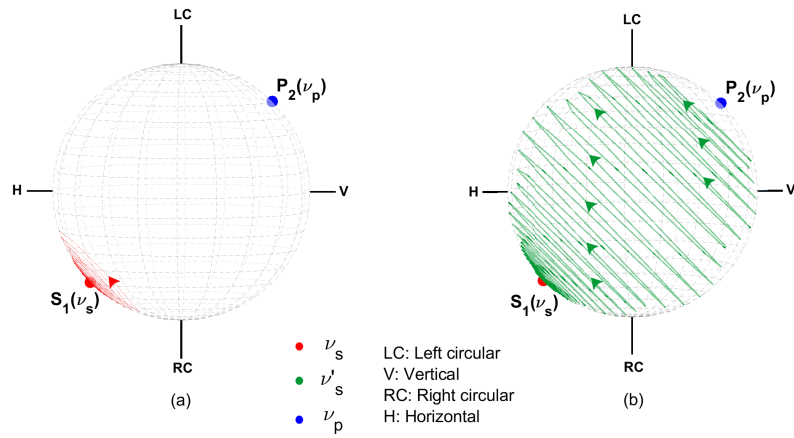 LC
P₂(νₚ)
H
V
S₁(νₛ)
RC
(a)
LC
P₂(νₚ)
H
V
S₁(νₛ)
RC
(b)
νₛ
ν'ₛ
νₚ
LC: Left circular
V: Vertical
RC: Right circular
H: Horizontal